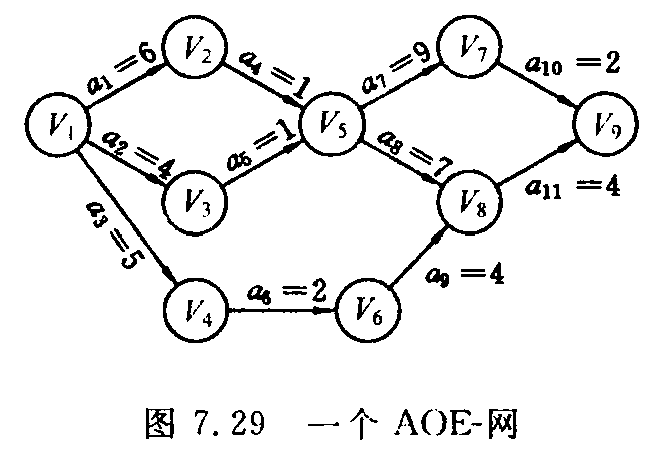 V₂
V₇
a₁=6
a₄=1
a₇=9
a₁₀=2
V₁
V₅
V₉
a₂=4
a₅=1
a₈=7
a₁₁=4
V₃
V₈
a₃=5
a₆=2
a₉=4
V₄
V₆
图 7.29 一个 AOE-网